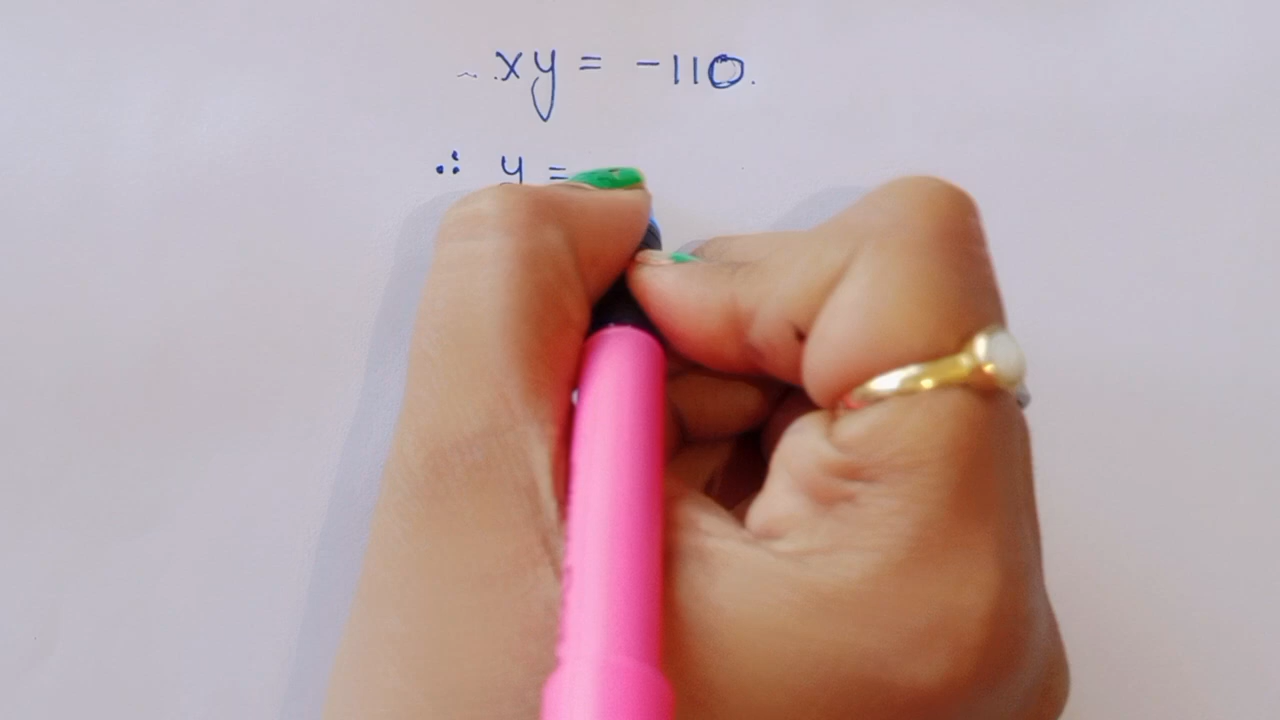 xy = -110.
∴ y =